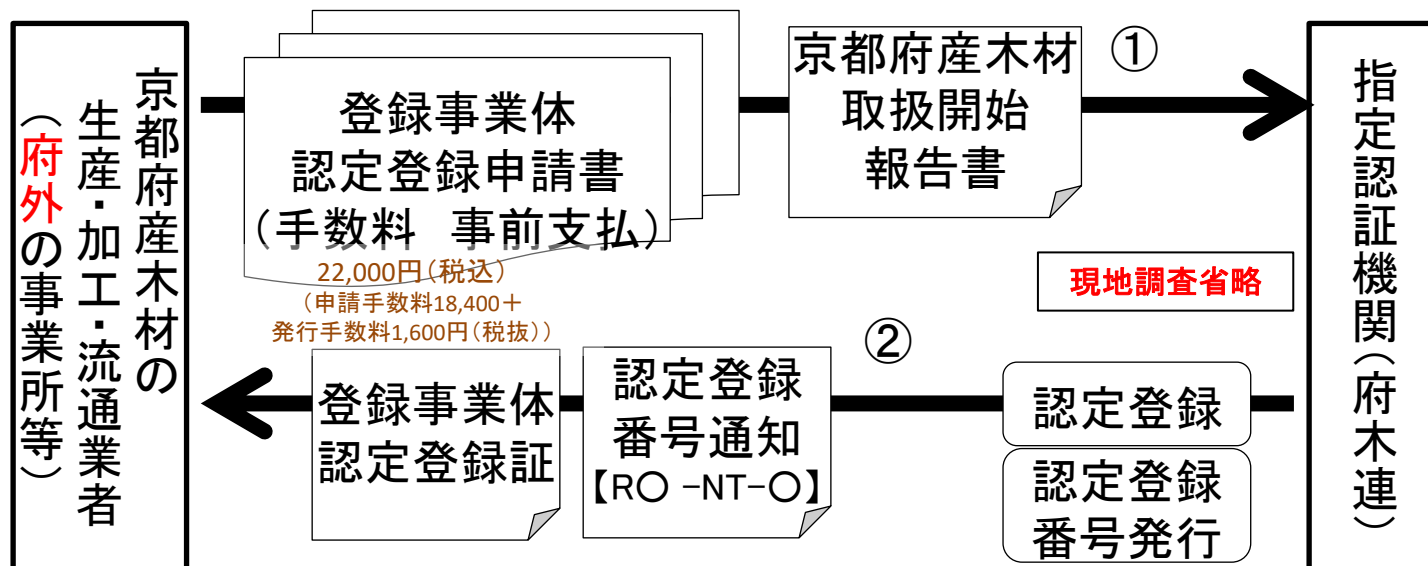 京都府産木材の
生産・加工・流通業者
（府外の事業所等）
登録事業体
認定登録申請書
（手数料　事前支払）
22,000円（税込）
（申請手数料18,400＋
発行手数料1,600円（税抜））
京都府産木材
取扱開始
報告書
①
指定認証機関（府木連）
現地調査省略
②
認定登録
認定登録
番号発行
認定登録
番号通知
【R〇 -NT-〇】
登録事業体
認定登録証